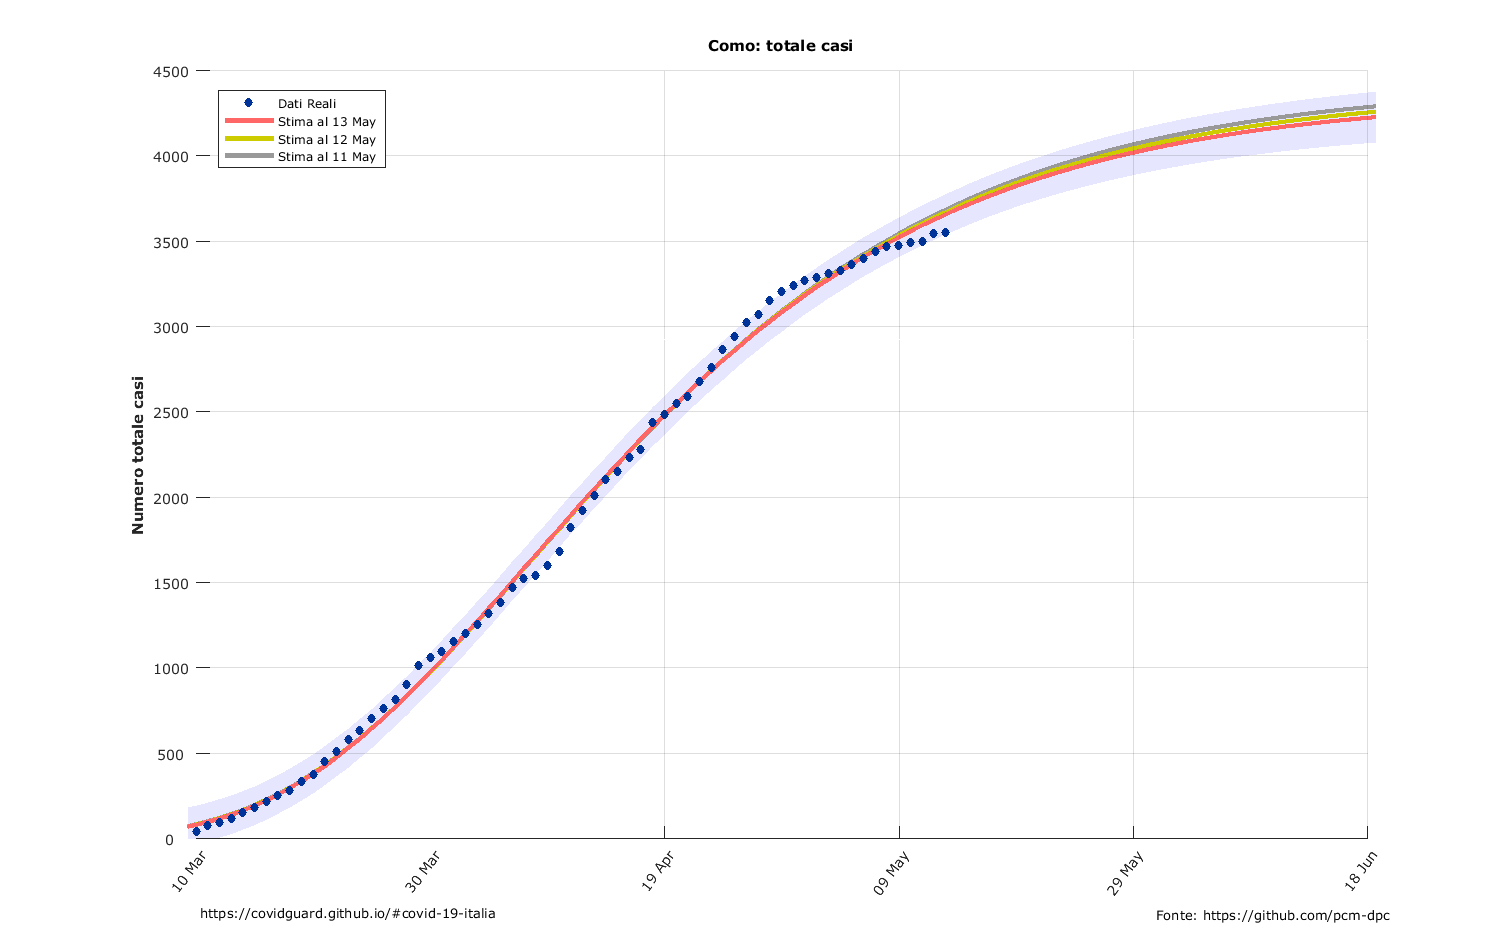 Como: totale casi
4500
4000
3500
3000
2500
2000
1500
1000
500
0
Numero totale casi
Dati Reali
Stima al 13 May
Stima al 12 May
Stima al 11 May
10 Mar
30 Mar
19 Apr
09 May
29 May
18 Jun
https://covidguard.github.io/#covid-19-italia
Fonte: https://github.com/pcm-dpc